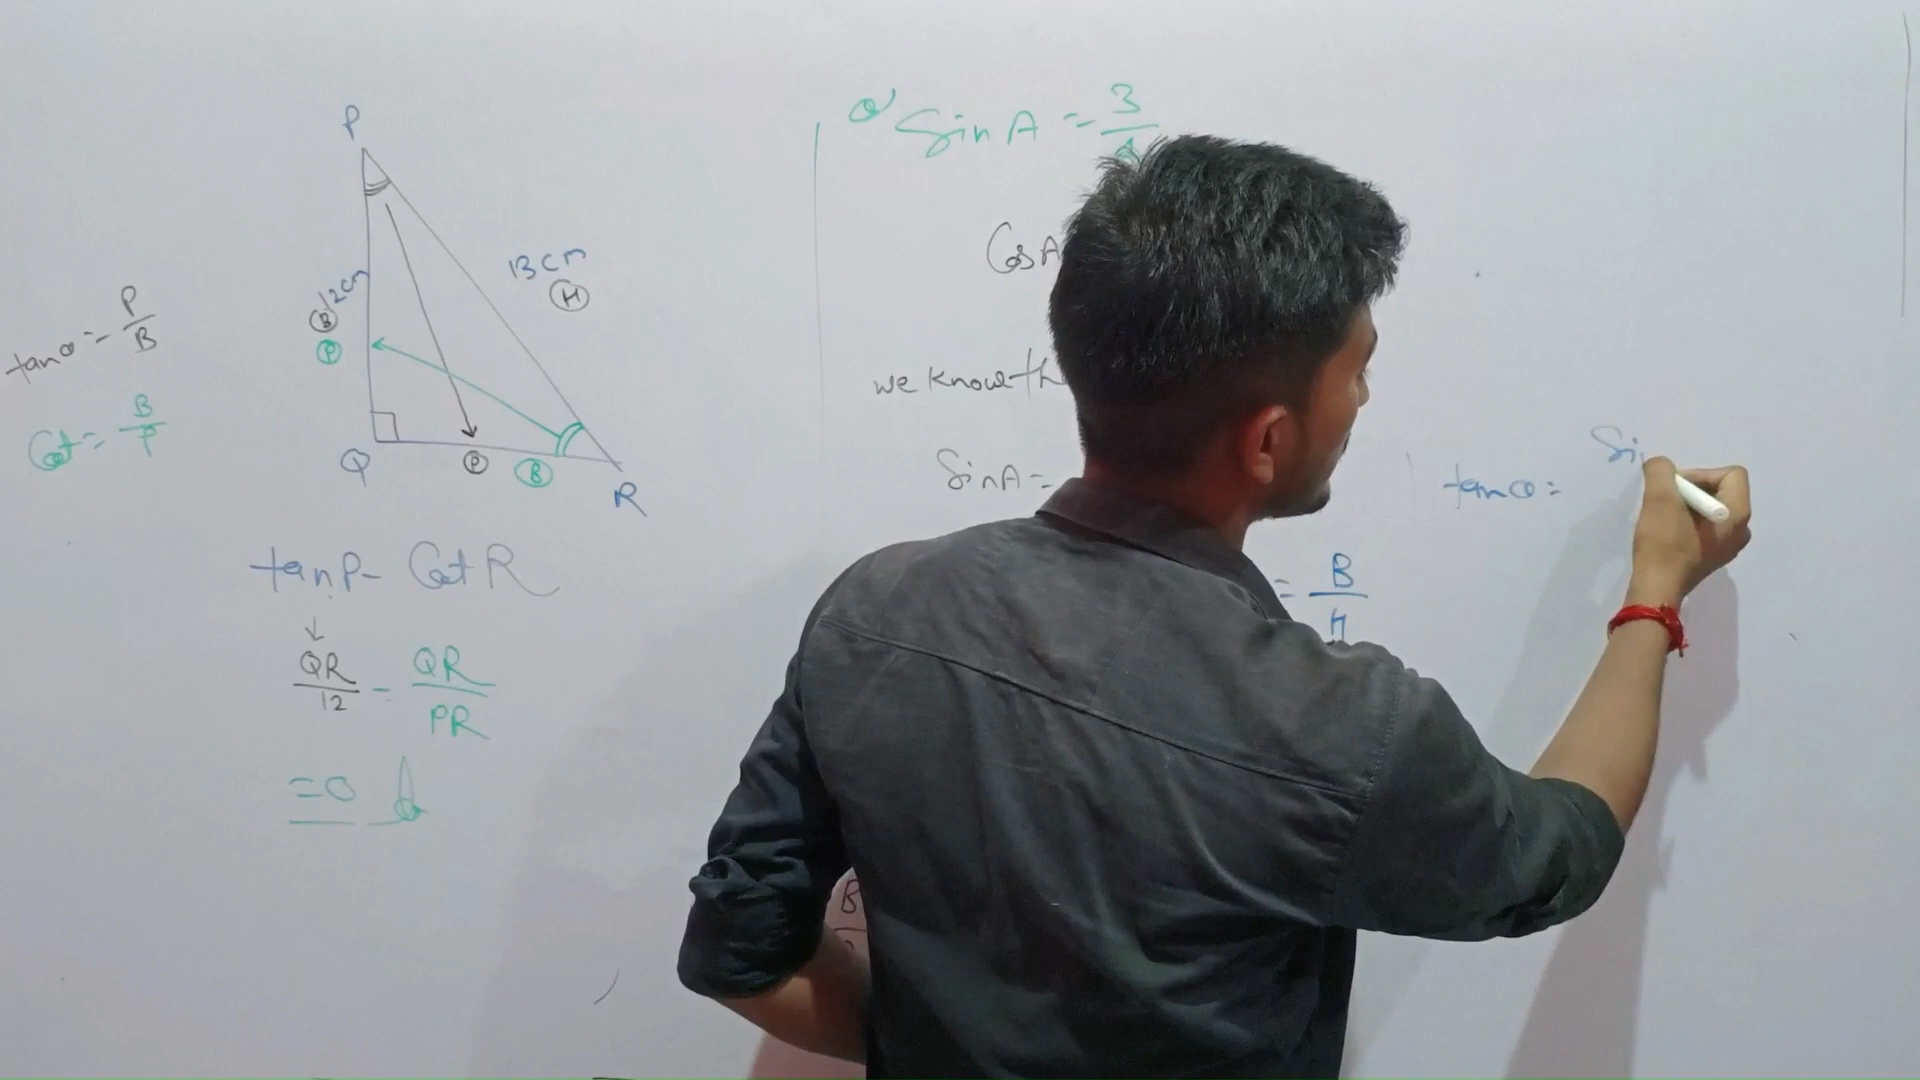 P
12cm
13cm
H
B
P
tanθ = P/B
Cot = B/P
Q
P
B
R
tanP - Cot R
QR/12 - QR/PR
=0
Q Sin A = 3/4
Cos A
we know th
SinA =
= B/H
tanθ = Si
B